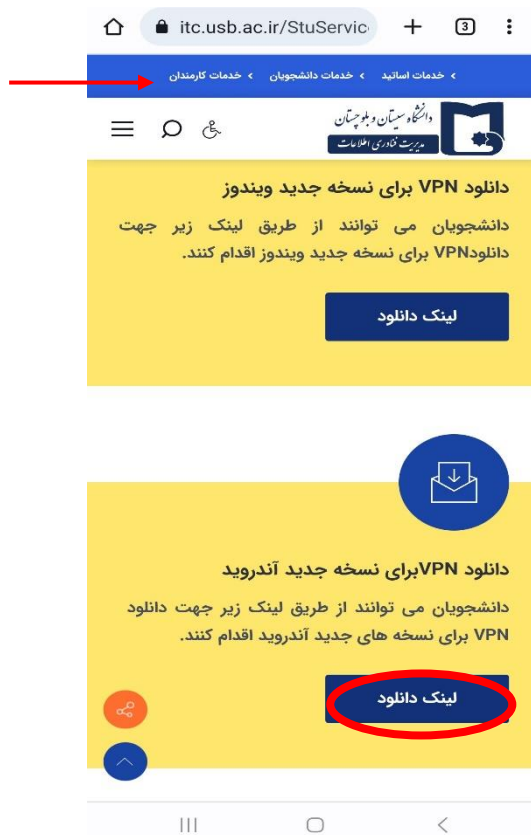 itc.usb.ac.ir/StuServic
3
خدمات اساتید
خدمات دانشجویان
خدمات کارمندان
دانشگاه سیستان و بلوچستان
مدیریت فناوری اطلاعات
دانلود VPN برای نسخه جدید ویندوز
دانشجویان می توانند از طریق لینک زیر جهت
دانلودVPN برای نسخه جدید ویندوز اقدام کنند.
لینک دانلود
دانلود VPNبرای نسخه جدید آندروید
دانشجویان می توانند از طریق لینک زیر جهت دانلود
VPN برای نسخه های جدید آندروید اقدام کنند.
لینک دانلود